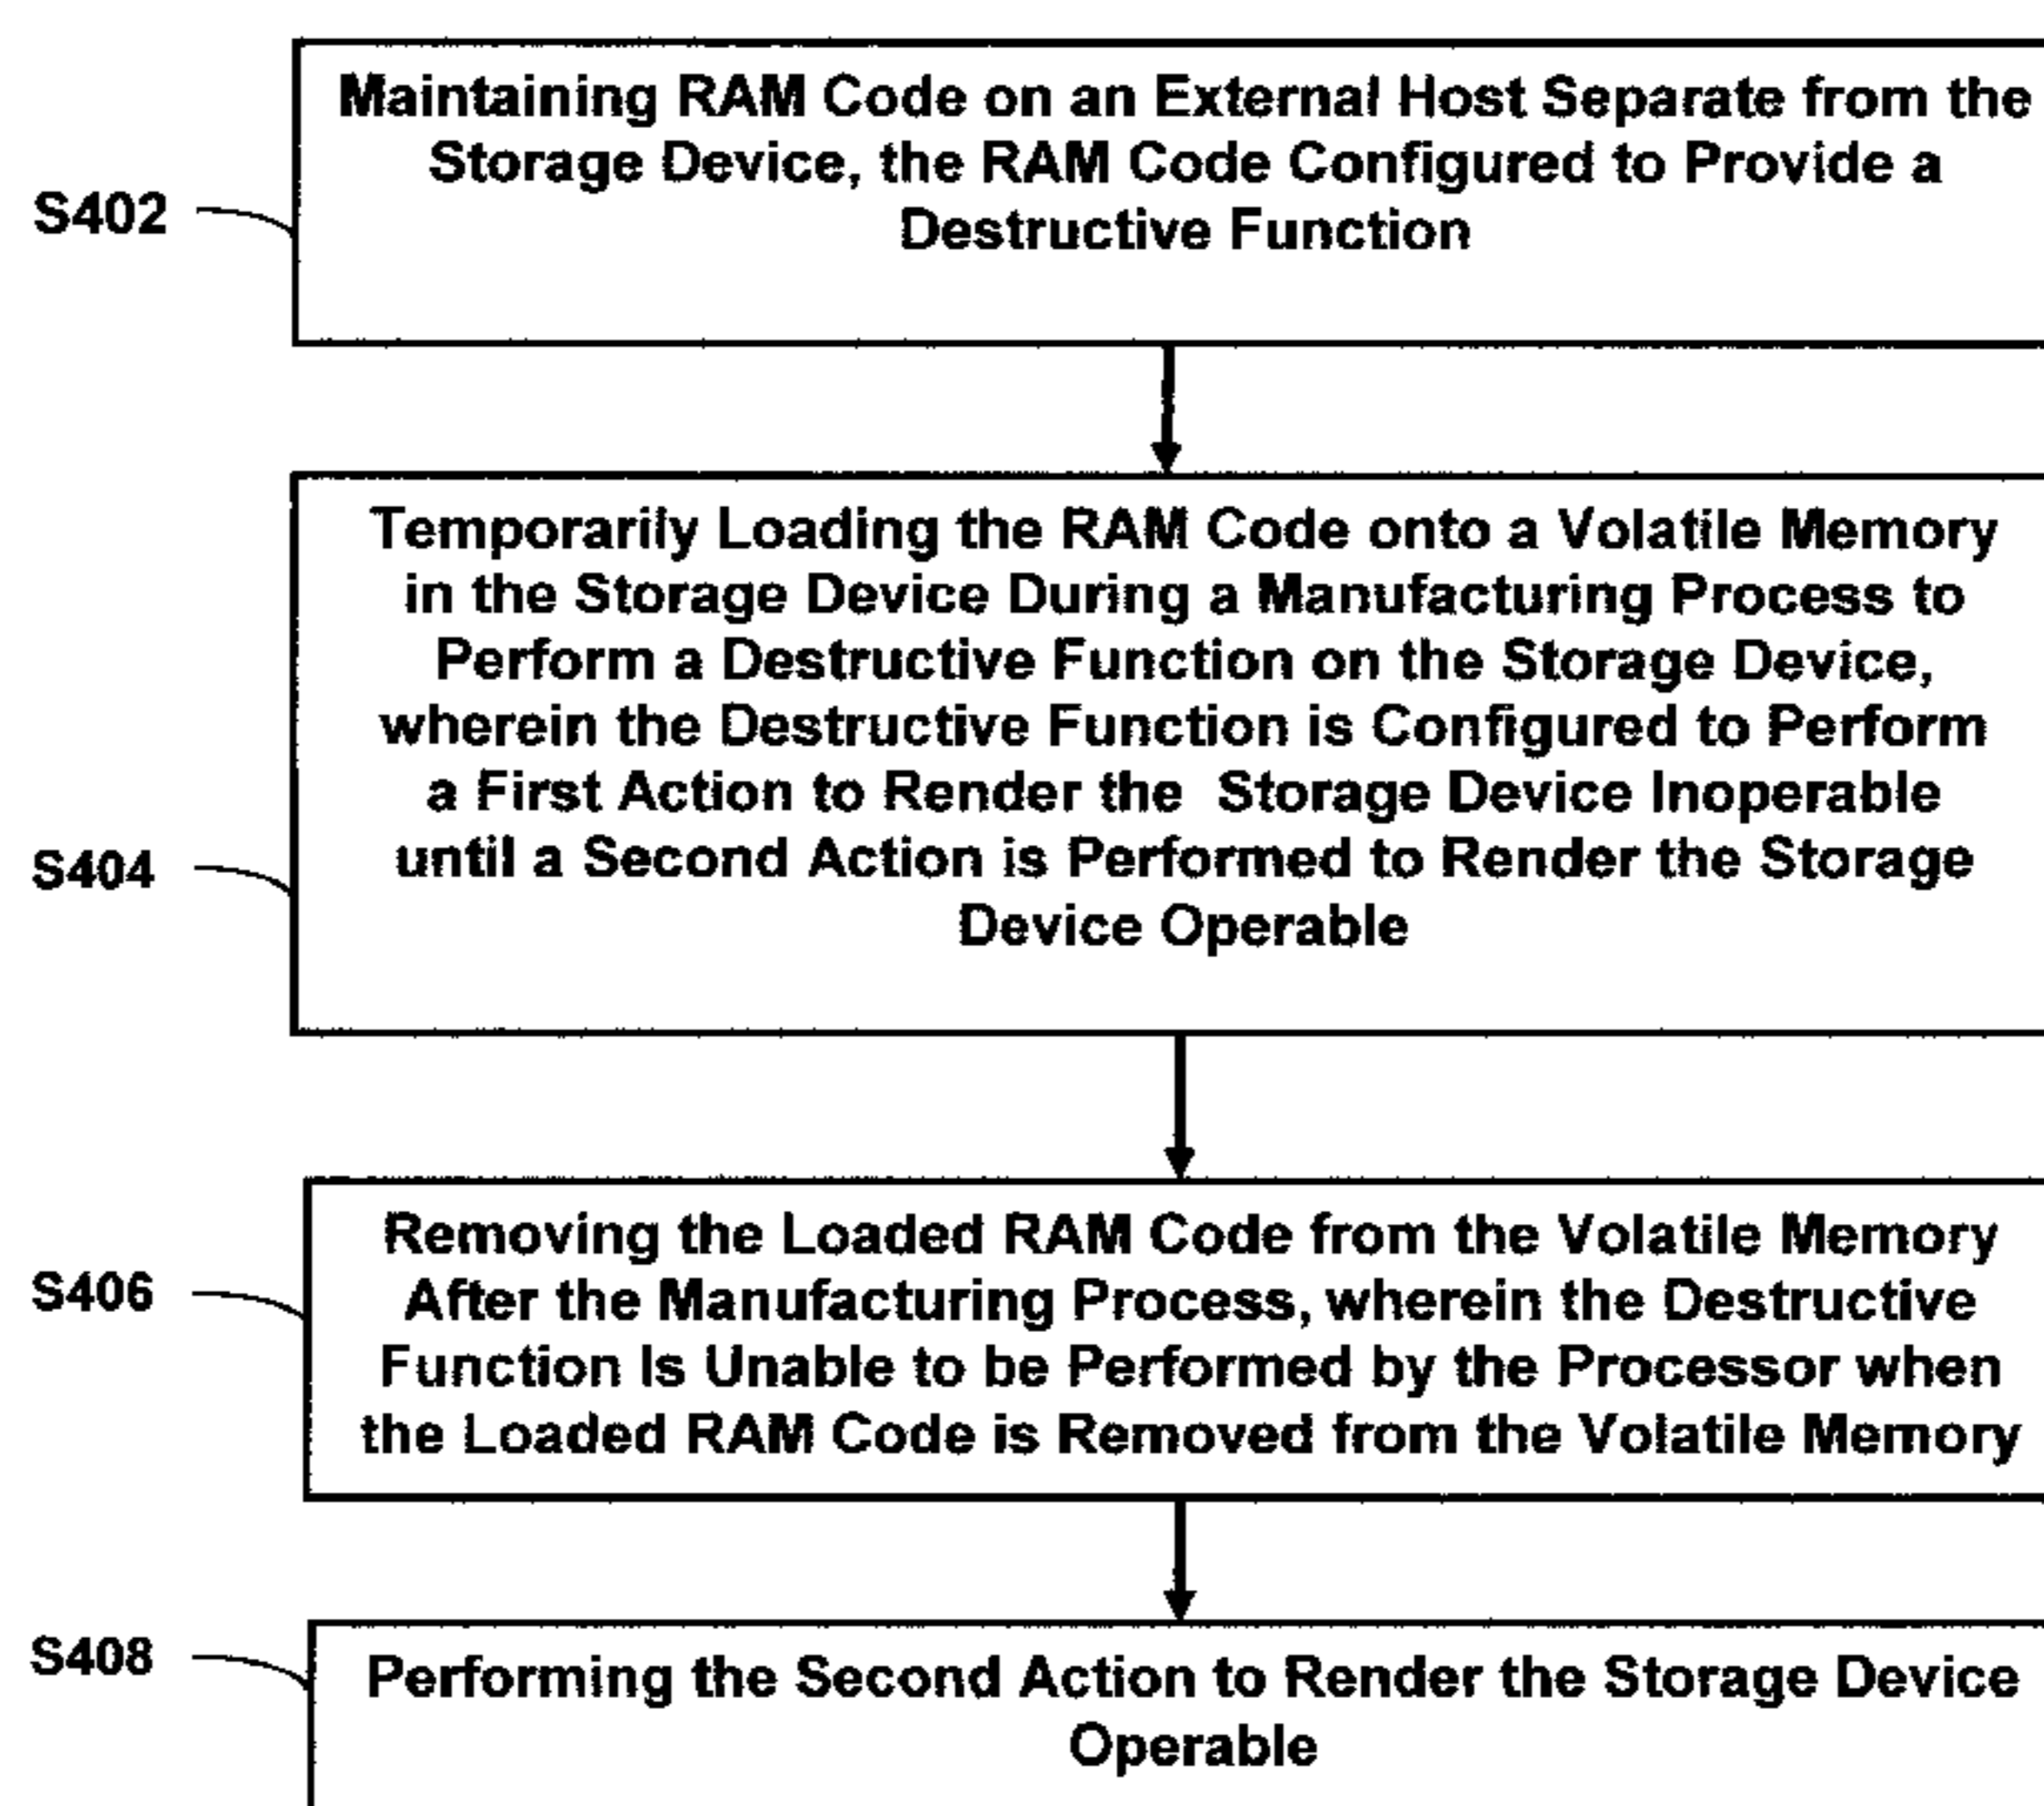 Maintaining RAM Code on an External Host Separate from the
Storage Device, the RAM Code Configured to Provide a
Destructive Function
S402
Temporarily Loading the RAM Code onto a Volatile Memory
in the Storage Device During a Manufacturing Process to
Perform a Destructive Function on the Storage Device,
wherein the Destructive Function is Configured to Perform
a First Action to Render the Storage Device Inoperable
until a Second Action is Performed to Render the Storage
Device Operable
S404
Removing the Loaded RAM Code from the Volatile Memory
After the Manufacturing Process, wherein the Destructive
Function Is Unable to be Performed by the Processor when
the Loaded RAM Code is Removed from the Volatile Memory
S406
Performing the Second Action to Render the Storage Device
Operable
S408